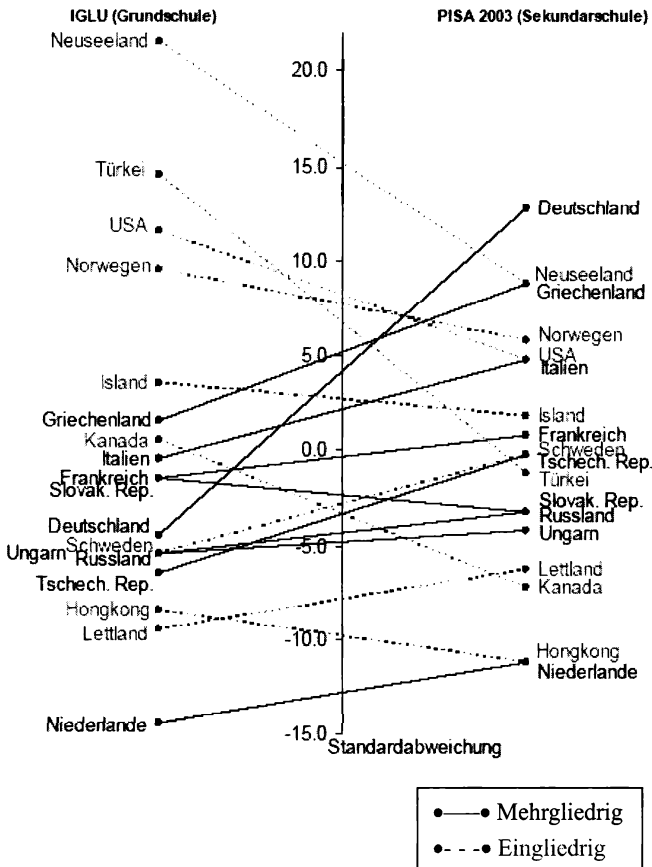 IGLU (Grundschule)
PISA 2003 (Sekundarschule)
Neuseeland
20.0
Türkei
15.0
USA
Deutschland
Norwegen
10.0
Neuseeland
Griechenland
Norwegen
5.0
USA
Italien
Island
Island
Griechenland
Frankreich
Kanada
0.0
Schweden
Italien
Tschech. Rep.
Frankreich
Türkei
Slovak. Rep.
Slovak. Rep.
Russland
Deutschland
Ungarn
Schweden
-5.0
Ungarn
Russland
Lettland
Tschech. Rep.
Kanada
Hongkong
Lettland
-10.0
Hongkong
Niederlande
Niederlande
-15.0
Standardabweichung
Mehrgliedrig
Eingliedrig